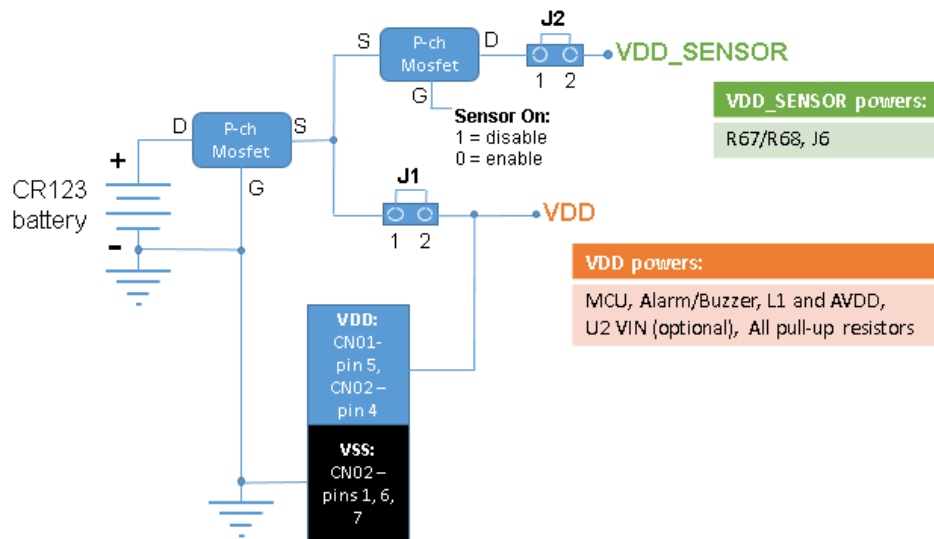 J2
S
P-ch
Mosfet
D
1 2
VDD_SENSOR
G
Sensor On:
1 = disable
0 = enable
VDD_SENSOR powers:
R67/R68, J6
D
P-ch
Mosfet
S
G
+
CR123
battery
-
J1
1 2
VDD
VDD powers:
MCU, Alarm/Buzzer, L1 and AVDD,
U2 VIN (optional), All pull-up resistors
VDD:
CN01-
pin 5,
CN02 –
pin 4
VSS:
CN02 –
pins 1, 6,
7